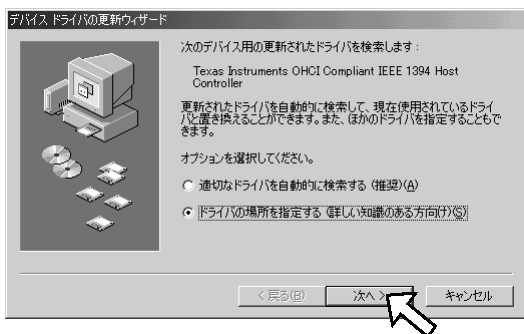 デバイス ドライバの更新ウィザード
次のデバイス用の更新されたドライバを検索します:
Texas Instruments OHCI Compliant IEEE 1394 Host
Controller
更新されたドライバを自動的に検索して、現在使用されているドライ
バと置き換えることができます。また、ほかのドライバを指定することもで
きます。
オプションを選択してください。
適切なドライバを自動的に検索する (推奨)(A)
ドライバの場所を指定する (詳しい知識のある方向け)(S)
< 戻る(B)
次へ >
キャンセル